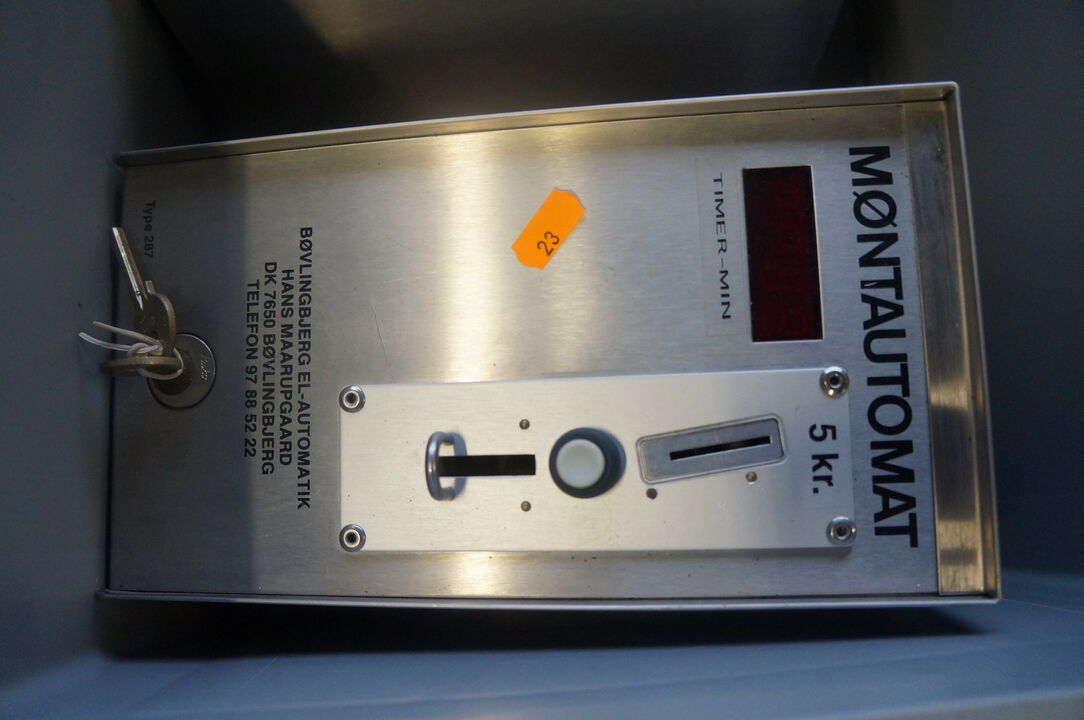 MØNTAUTOMAT
TIMER-MIN
5 kr.
23
BØVLINGBJERG EL-AUTOMATIK
HANS MAARUPGAARD
DK 7650 BØVLINGBJERG
TELEFON 97 88 52 22
Type 287